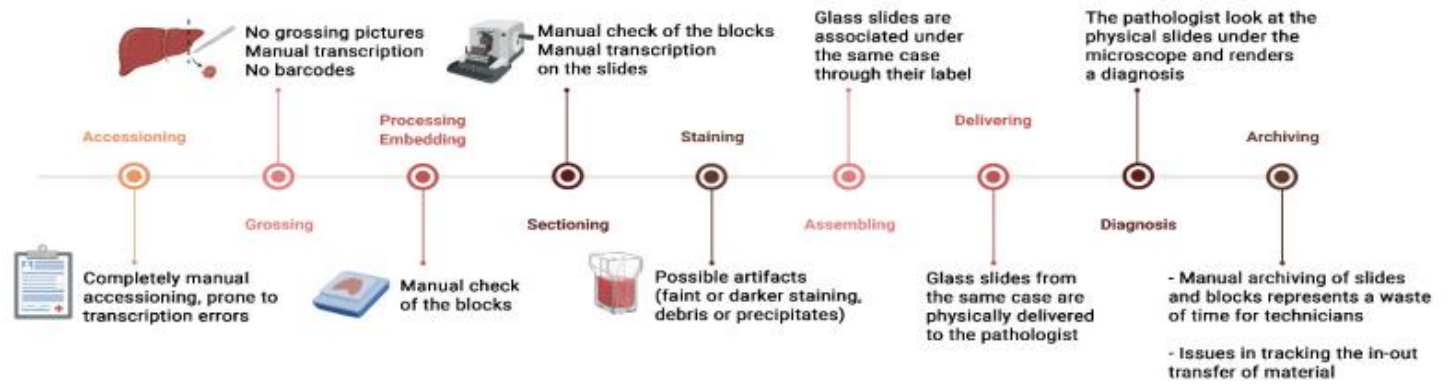 No grossing pictures
Manual transcription
No barcodes
Manual check of the blocks
Manual transcription
on the slides
Glass slides are
associated under
the same case
through their label
The pathologist look at the
physical slides under the
microscope and renders
a diagnosis
Accessioning
Processing
Embedding
Staining
Delivering
Archiving
Grossing
Sectioning
Assembling
Diagnosis
Completely manual
accessioning, prone to
transcription errors
Manual check
of the blocks
Possible artifacts
(faint or darker staining,
debris or precipitates)
Glass slides from
the same case are
physically delivered
to the pathologist
- Manual archiving of slides
and blocks represents a waste
of time for technicians
- Issues in tracking the in-out
transfer of material